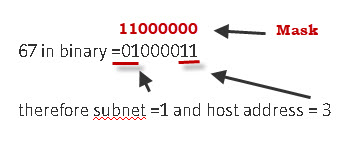 11000000 Mask
67 in binary =01000011
therefore subnet =1 and host address = 3